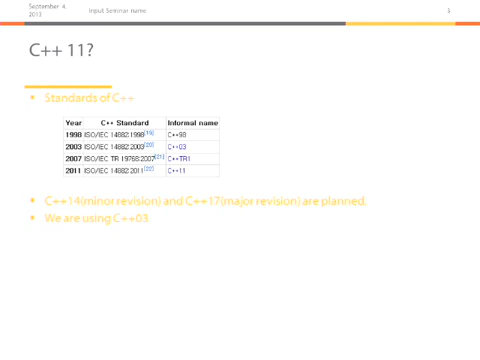 September 4, 2013
Input Seminar name
5
C++ 11?
Standards of C++
Year C++ Standard Informal name
1998 ISO/IEC 14882:1998[19] C++98
2003 ISO/IEC 14882:2003[20] C++03
2007 ISO/IEC TR 19768:2007[21] C++TR1
2011 ISO/IEC 14882:2011[22] C++11
C++14(minor revision) and C++17(major revision) are planned.
We are using C++03